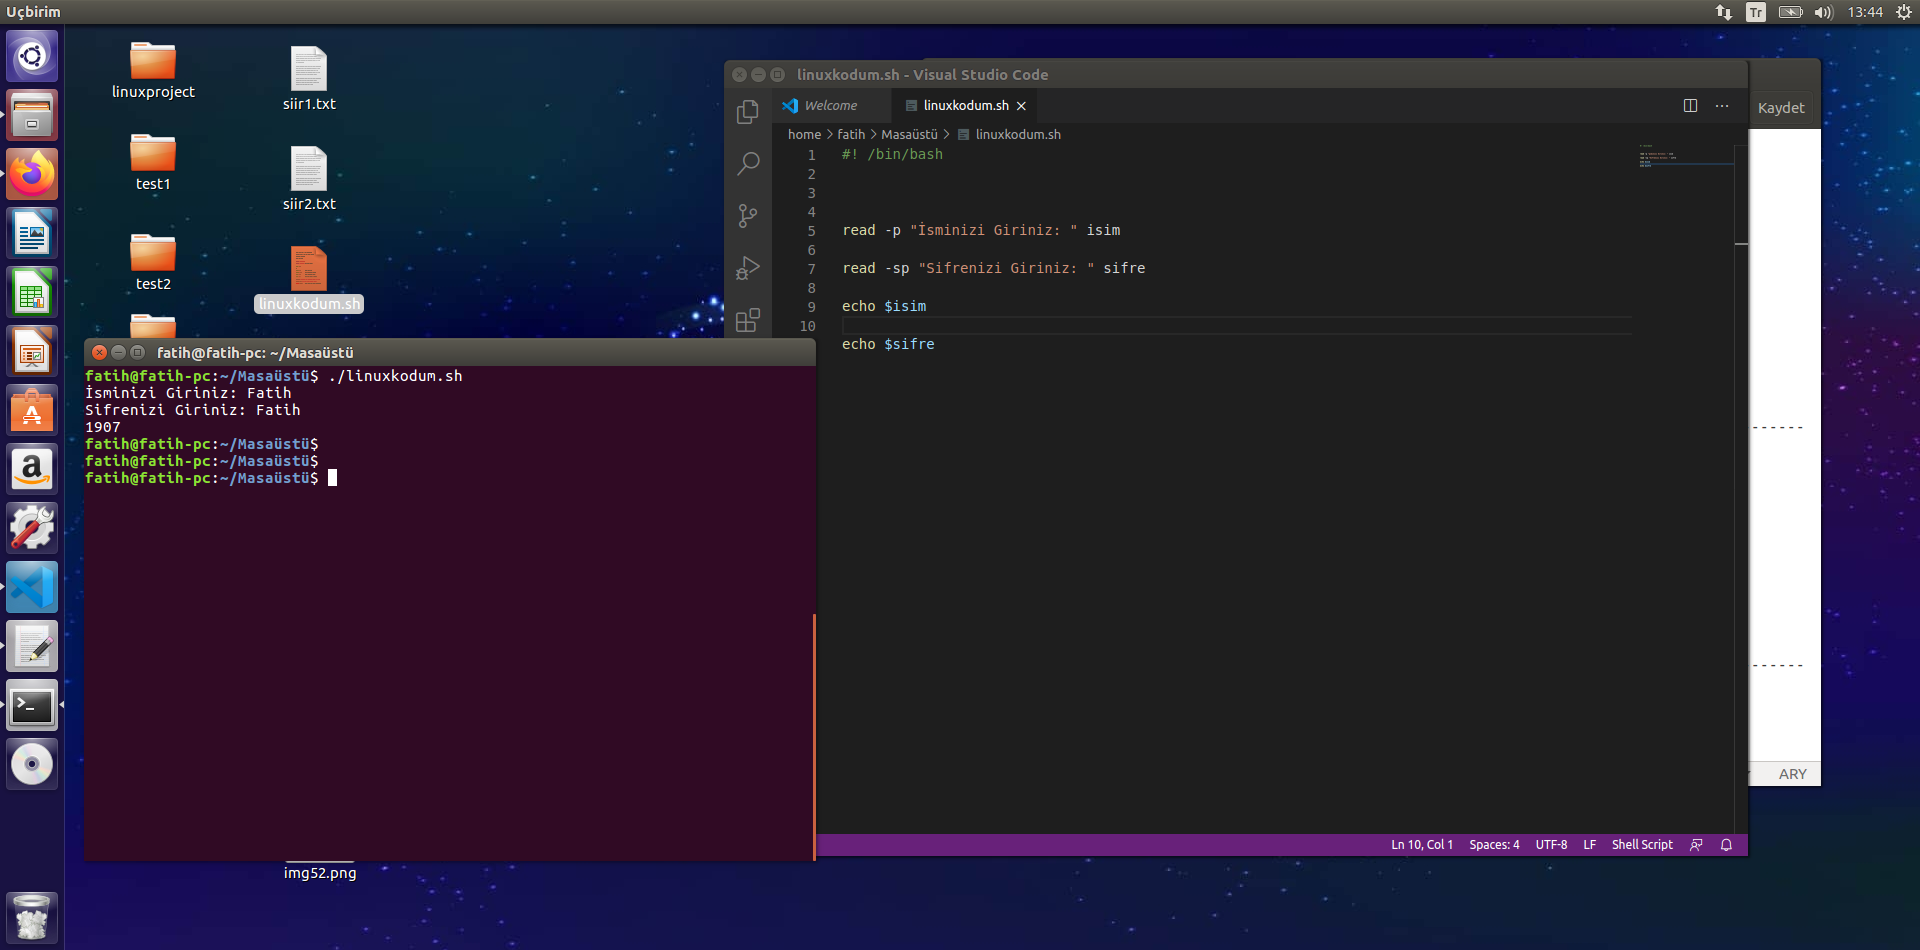 Uçbirim
Tr
13:44
linuxproject
siir1.txt
test1
siir2.txt
test2
linuxkodum.sh
linuxkodum.sh - Visual Studio Code
Kaydet
Welcome
linuxkodum.sh
home > fatih > Masaüstü > linuxkodum.sh
1 #! /bin/bash
2
3
4
5 read -p "İsminizi Giriniz: " isim
6
7 read -sp "Sifrenizi Giriniz: " sifre
8
9 echo $isim
10
echo $sifre
fatih@fatih-pc: ~/Masaüstü
fatih@fatih-pc:~/Masaüstü$ ./linuxkodum.sh
İsminizi Giriniz: Fatih
Sifrenizi Giriniz: Fatih
1907
fatih@fatih-pc:~/Masaüstü$
fatih@fatih-pc:~/Masaüstü$
fatih@fatih-pc:~/Masaüstü$
------
------
ARY
Ln 10, Col 1 Spaces: 4 UTF-8 LF Shell Script
img52.png